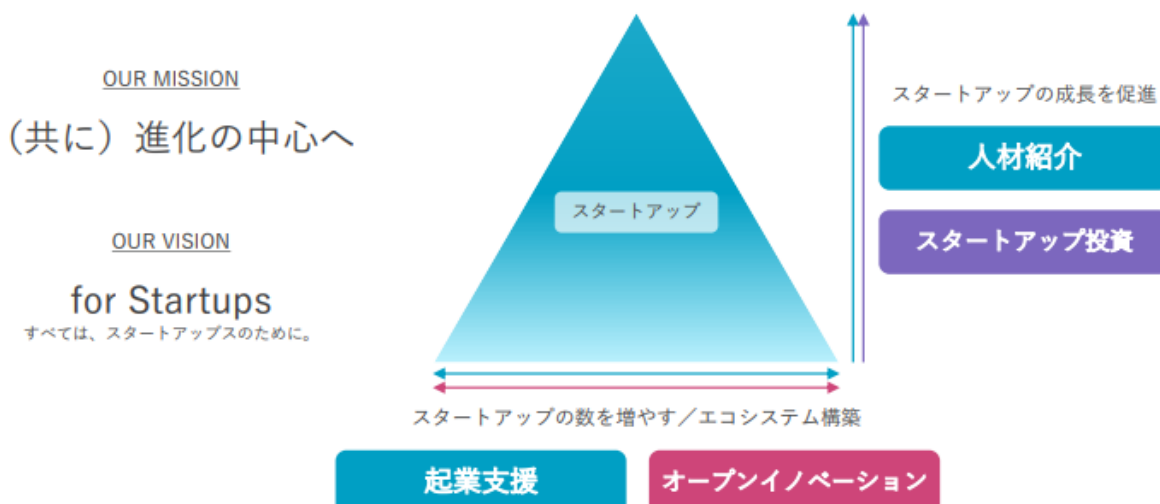 OUR MISSION
（共に）進化の中心へ
OUR VISION
for Startups
すべては、スタートアップスのために。
スタートアップ
スタートアップの成長を促進
人材紹介
スタートアップ投資
スタートアップの数を増やす／エコシステム構築
起業支援
オープンイノベーション